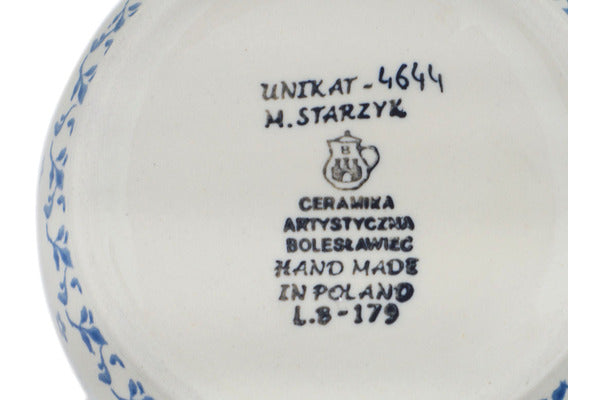 UNIKAT-4644
M. STARZYK
B
CERAMIKA
ARTYSTYCZNA
BOLESŁAWIEC
HAND MADE
IN POLAND
L.8-179